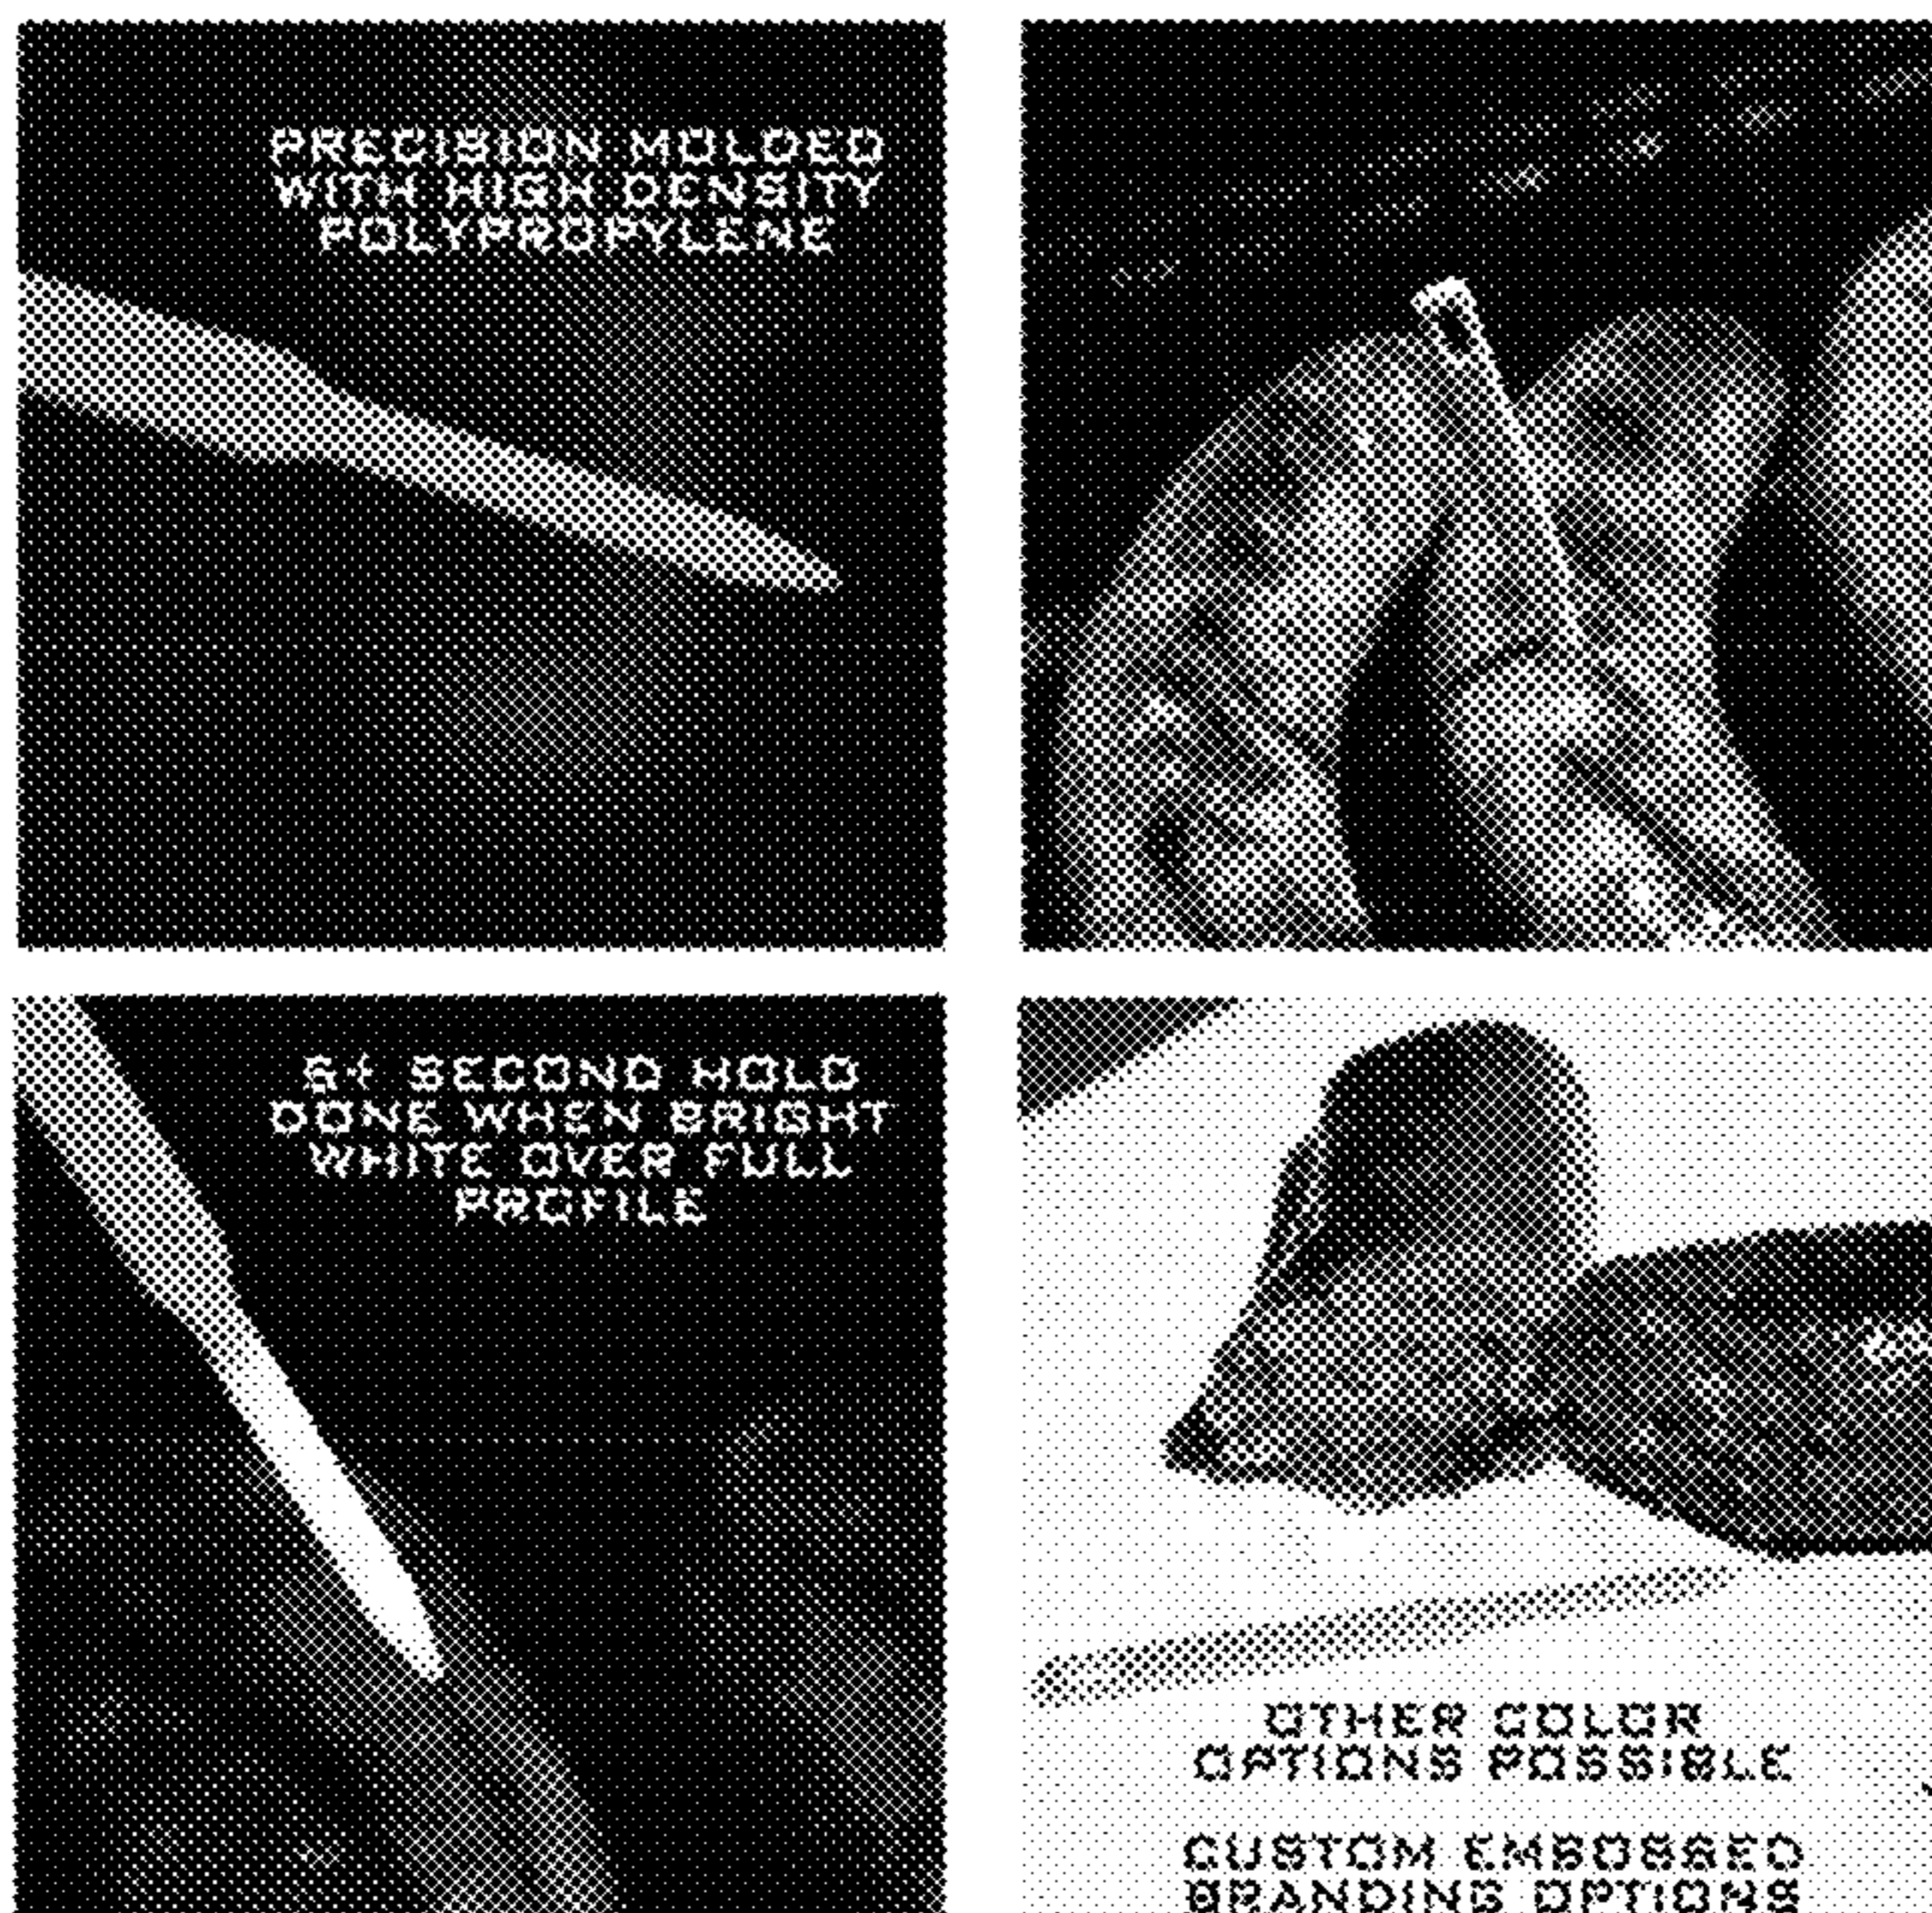 PRECISION MOLDED
WITH HIGH DENSITY
POLYPROPYLENE
5+ SECOND HOLD
DONE WHEN BRIGHT
WHITE OVER FULL
PROFILE
OTHER COLOR
OPTIONS POSSIBLE
CUSTOM EMBOSSED
BRANDING OPTIONS